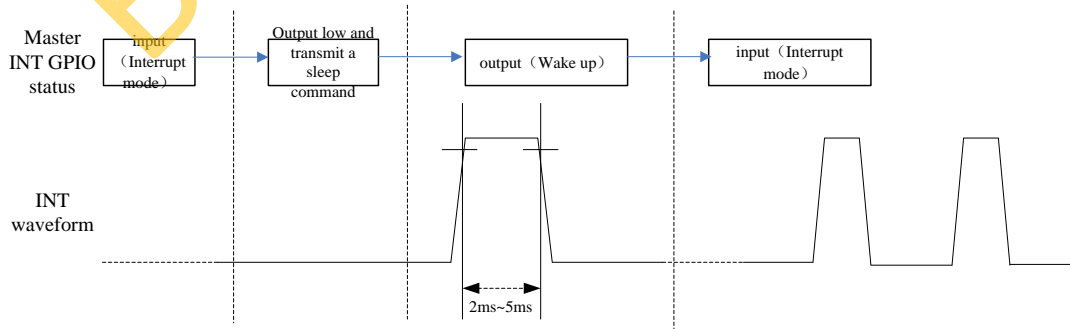 Master
INT GPIO
status
input
（Interrupt
mode）
Output low and
transmit a
sleep
command
output（Wake up）
input（Interrupt
mode）
INT
waveform
2ms~5ms